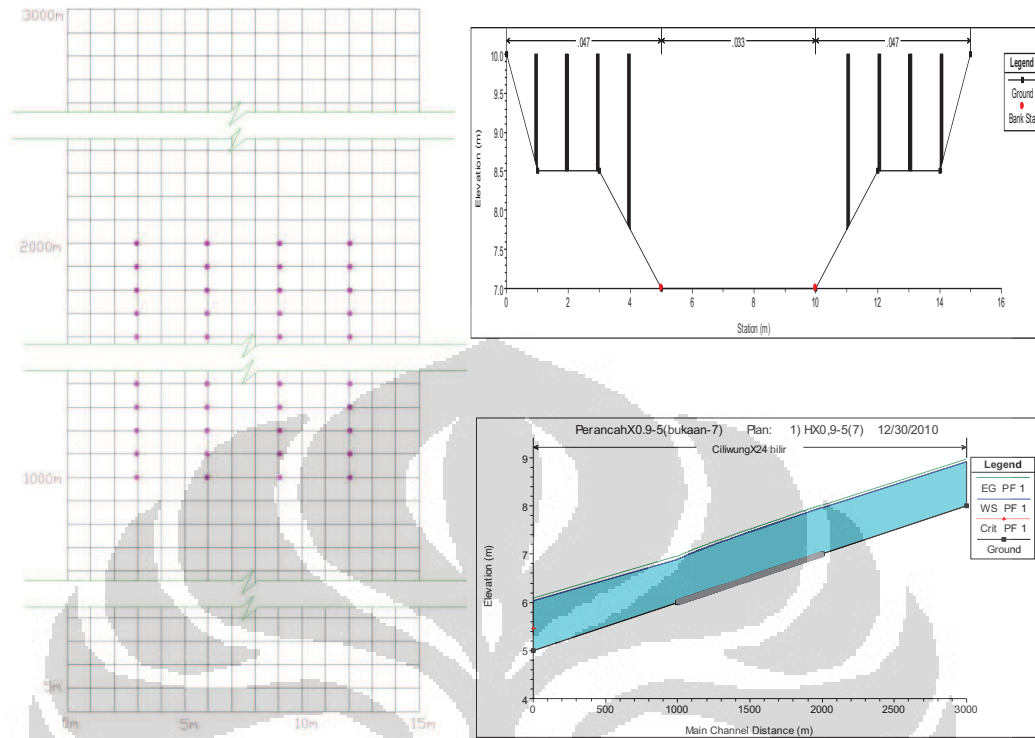 3000m
2000m
1000m
5m
0m
5m
10m
15m
.047
.033
.047
Elevation (m)
10.0
9.5
9.0
8.5
8.0
7.5
7.0
0
2
4
6
8
10
12
14
16
Station (m)
Legend
Ground
Bank Sta
PerancahX0.9-5(bukaan-7) Plan: 1) HX0,9-5(7) 12/30/2010
CiliwungX24 hilir
Elevation (m)
9
8
7
6
5
4
0
500
1000
1500
2000
2500
3000
Main Channel Distance (m)
Legend
EG PF 1
WS PF 1
Crit PF 1
Ground